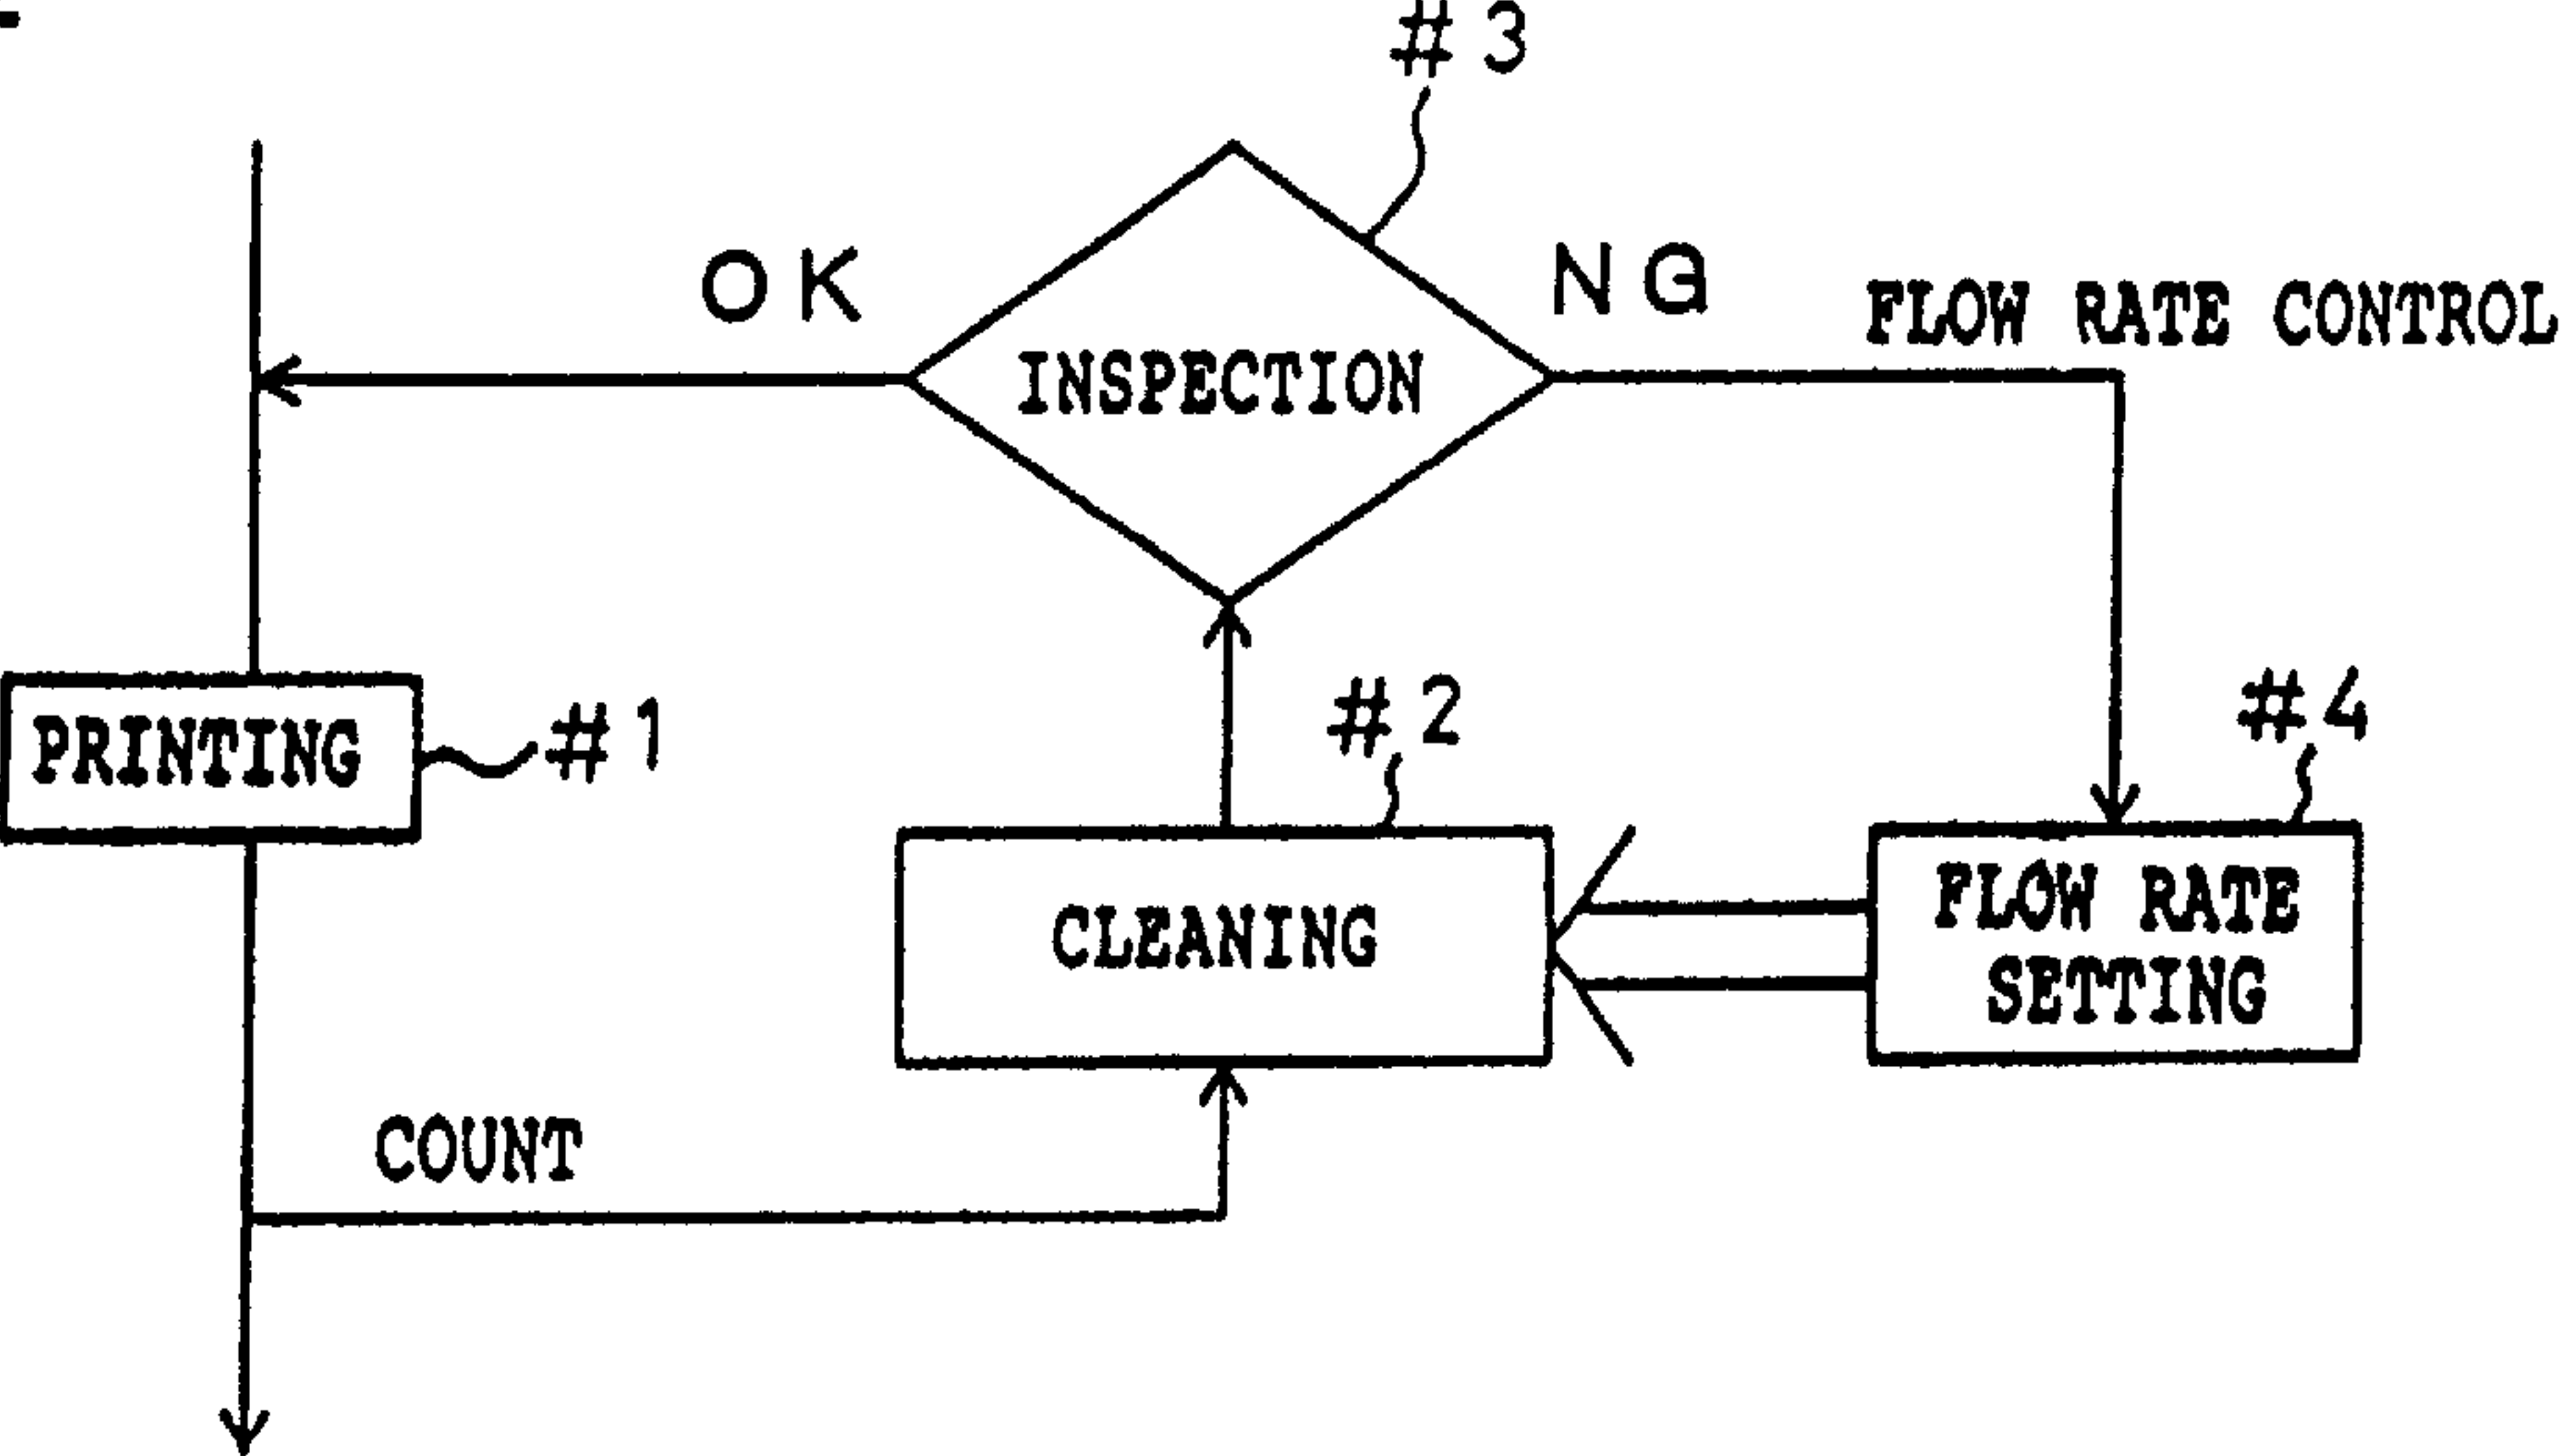 #3
OK
NG
FLOW RATE CONTROL
INSPECTION
#1
PRINTING
#2
#4
CLEANING
FLOW RATE
SETTING
COUNT